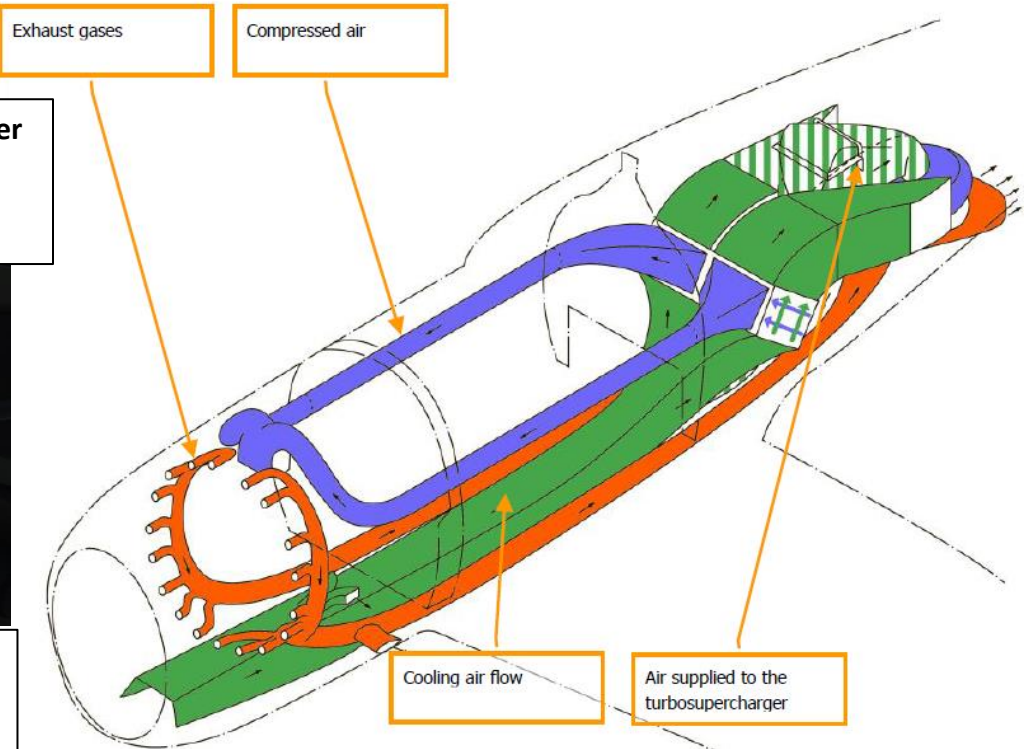 Exhaust gases
Compressed air
er
Cooling air flow
Air supplied to the
turbosupercharger